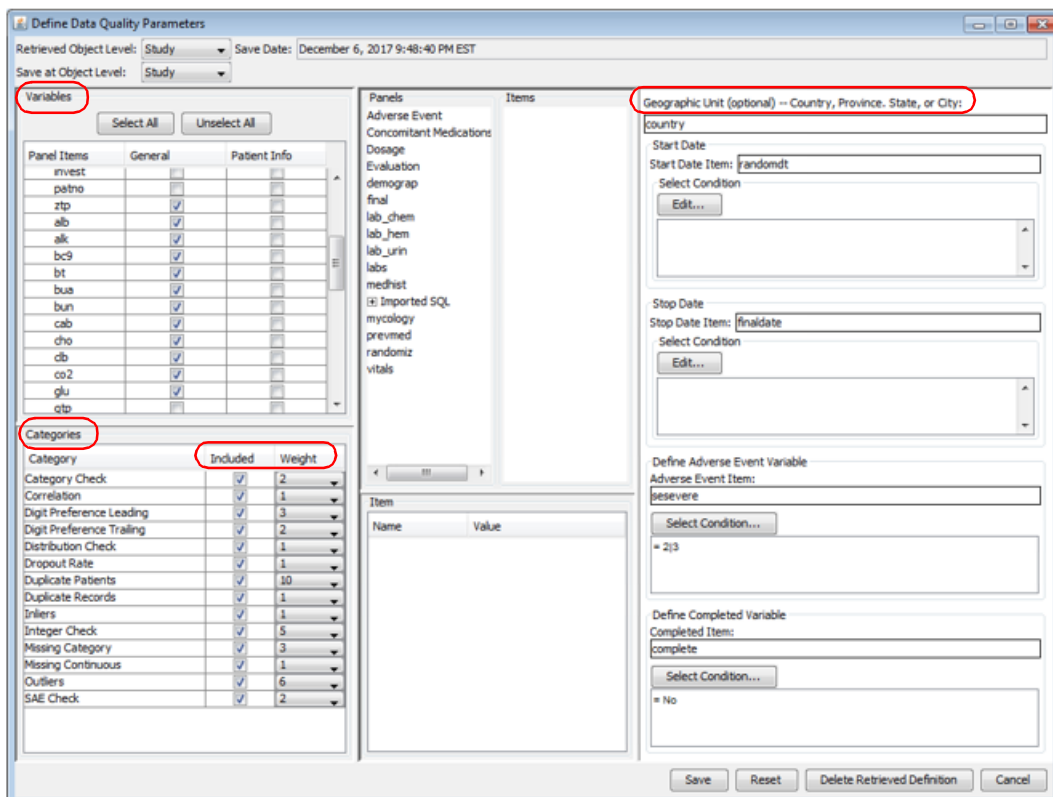 Define Data Quality Parameters
Retrieved Object Level: Study Save Date: December 6, 2017 9:48:40 PM EST
Save at Object Level: Study
Variables
Select All Unselect All
Panel Items General Patient Info
invest
patno
ztp
alb
alk
bc9
bt
bua
bun
cab
cho
clb
co2
glu
gtp
Categories
Category Included Weight
Category Check 2
Correlation 1
Digit Preference Leading 3
Digit Preference Trailing 2
Distribution Check 1
Dropout Rate 1
Duplicate Patients 10
Duplicate Records 1
Inliers 1
Integer Check 5
Missing Category 3
Missing Continuous 1
Outliers 6
SAE Check 2
Panels
Adverse Event
Concomitant Medications
Dosage
Evaluation
demograp
final
lab_chem
lab_hem
lab_urin
labs
medhist
Imported SQL
mycology
prevmed
randomiz
vitals
Items
Item
Name Value
Geographic Unit (optional) -- Country, Province. State, or City:
country
Start Date
Start Date Item: randomdt
Select Condition
Edit...
Stop Date
Stop Date Item: finaldate
Select Condition
Edit...
Define Adverse Event Variable
Adverse Event Item:
sesevere
Select Condition...
= 2|3
Define Completed Variable
Completed Item:
complete
Select Condition...
= No
Save Reset Delete Retrieved Definition Cancel